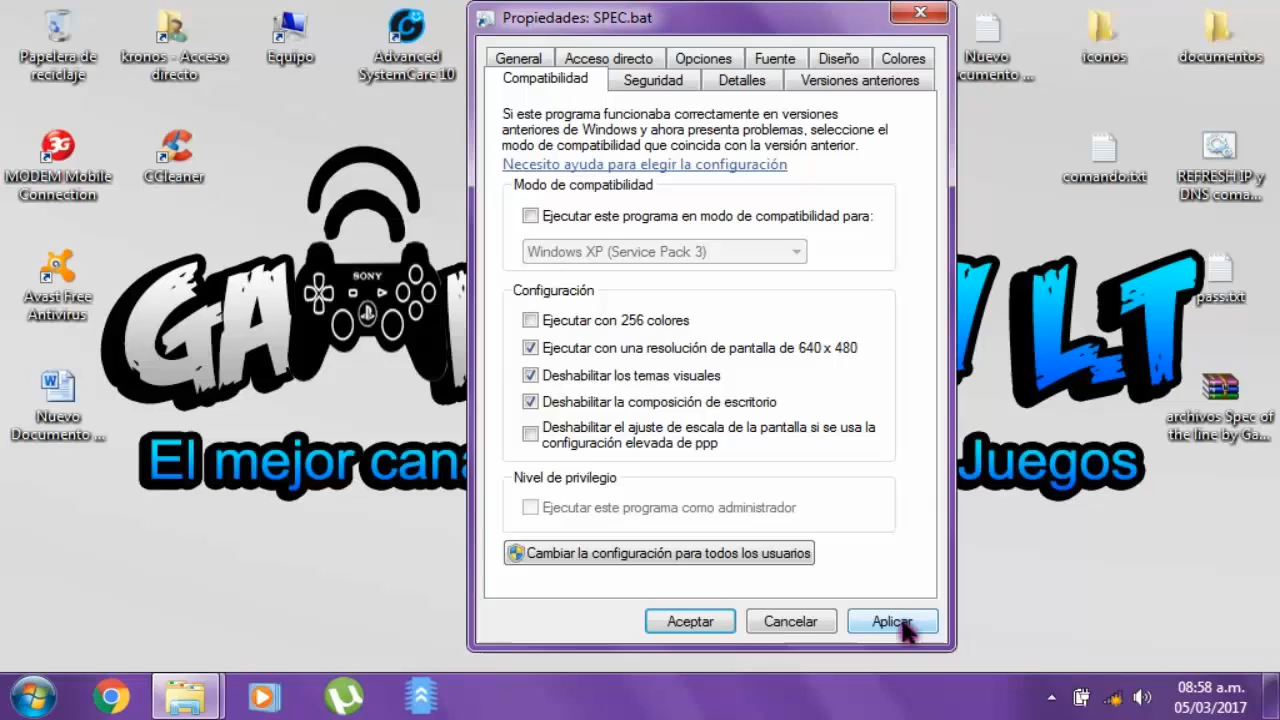 Papelera de
reciclaje
kronos - Acceso
directo
Equipo
Advanced
SystemCare 10
MODEM Mobile
Connection
CCleaner
Avast Free
Antivirus
Nuevo
Documento ...
SONY
LT
El mejor
Juegos
Propiedades: SPEC.bat
General
Acceso directo
Opciones
Fuente
Diseño
Colores
Compatibilidad
Seguridad
Detalles
Versiones anteriores
Si este programa funcionaba correctamente en versiones
anteriores de Windows y ahora presenta problemas, seleccione el
modo de compatibilidad que coincida con la versión anterior.
Necesito ayuda para elegir la configuración
Modo de compatibilidad
Ejecutar este programa en modo de compatibilidad para:
Windows XP (Service Pack 3)
Configuración
Ejecutar con 256 colores
Ejecutar con una resolución de pantalla de 640 x 480
Deshabilitar los temas visuales
Deshabilitar la composición de escritorio
Deshabilitar el ajuste de escala de la pantalla si se usa la
configuración elevada de ppp
Nivel de privilegio
Ejecutar este programa como administrador
Cambiar la configuración para todos los usuarios
Aceptar
Cancelar
Aplicar
Nuevo
...cumento ...
iconos
documentos
comando.txt
REFRESH IP y
DNS coma...
pass.txt
archivos Spec of
the line by Ga...
08:58 a.m.
05/03/2017